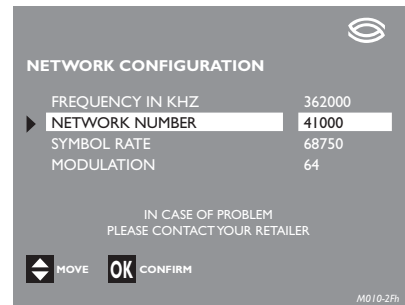 NETWORK CONFIGURATION
FREQUENCY IN KHZ 362000
NETWORK NUMBER 41000
SYMBOL RATE 68750
MODULATION 64
IN CASE OF PROBLEM
PLEASE CONTACT YOUR RETAILER
MOVE OK CONFIRM
M010-2Fh